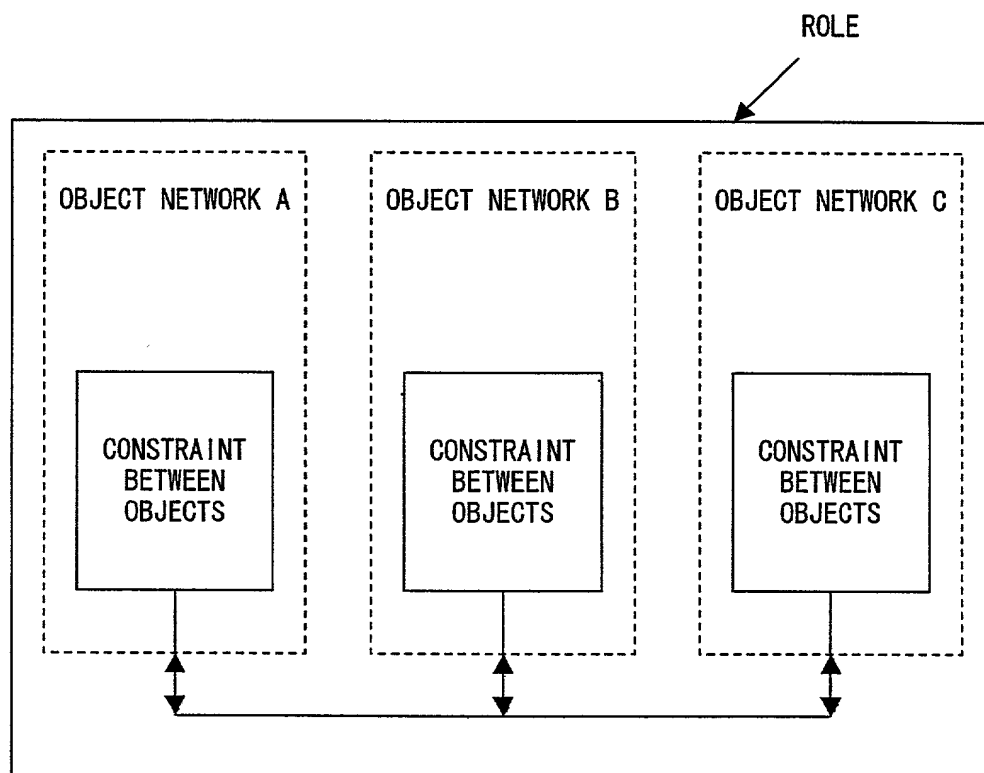 ROLE
OBJECT NETWORK A
OBJECT NETWORK B
OBJECT NETWORK C
CONSTRAINT
BETWEEN
OBJECTS
CONSTRAINT
BETWEEN
OBJECTS
CONSTRAINT
BETWEEN
OBJECTS